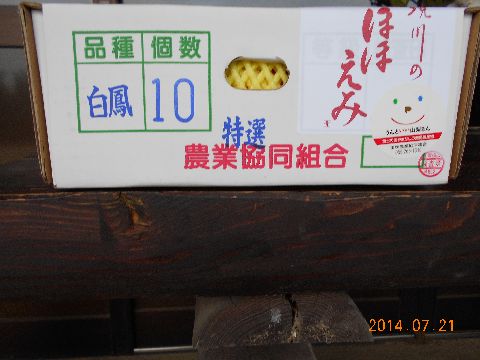 品種 個数
白鳳 10
特選
農業協同組合
川の
ほほ
えみ
2014.07.21